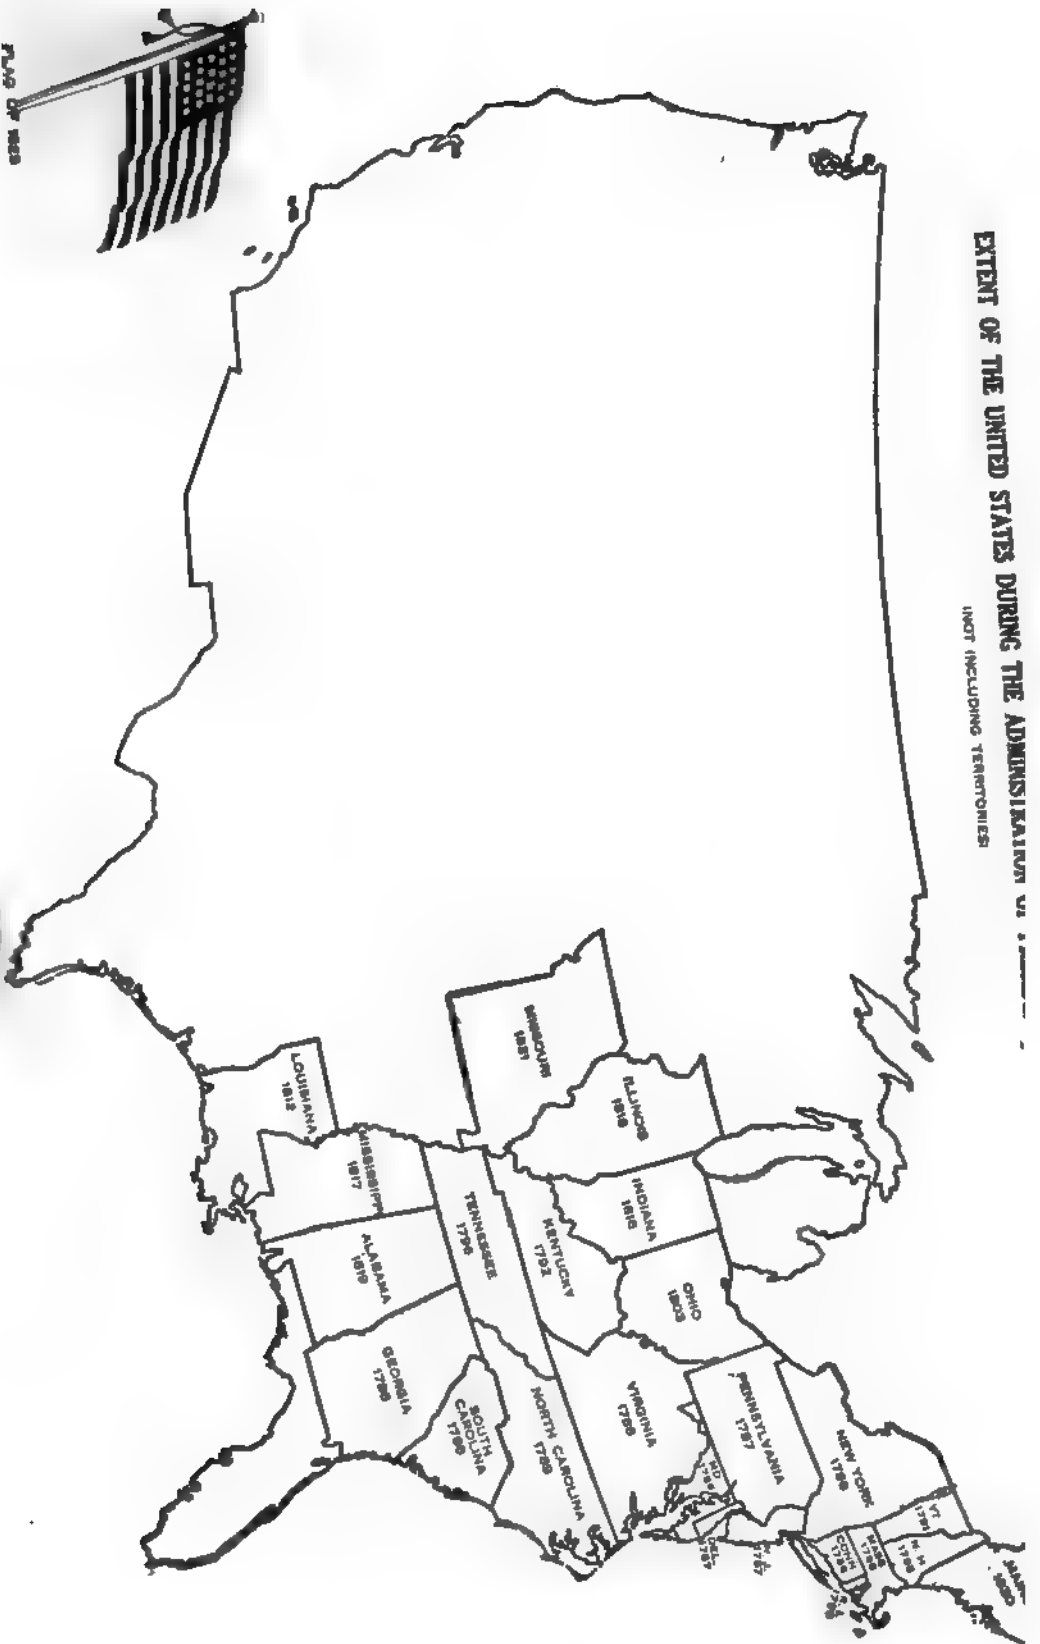 EXTENT OF THE UNITED STATES DURING THE ADMINISTRATION OF
(NOT INCLUDING TERRITORIES)
FLAG OF
MISSOURI
1821
ILLINOIS
1818
INDIANA
1816
OHIO
1803
KENTUCKY
1792
TENNESSEE
1796
LOUISIANA
1812
MISSISSIPPI
1817
ALABAMA
1819
GEORGIA
1788
SOUTH
CAROLINA
1788
NORTH CAROLINA
1789
VIRGINIA
1788
PENNSYLVANIA
1787
NEW YORK
1788
VT.
N. H.
1788
MASS
1788
CONN
1788
MD
DEL
1787
1787